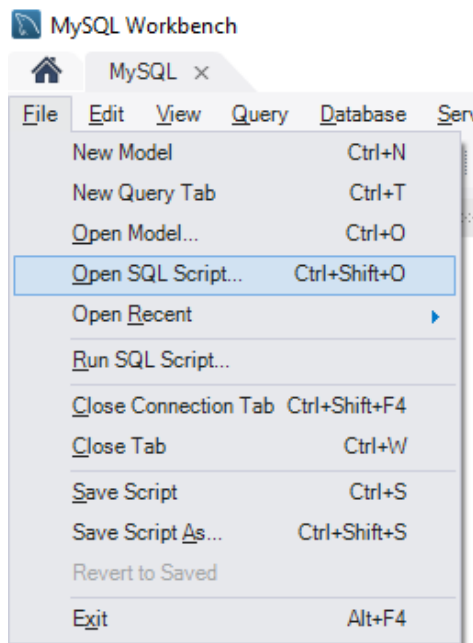 MySQL Workbench
MySQL ×
File Edit View Query Database Serv
New Model Ctrl+N
New Query Tab Ctrl+T
Open Model... Ctrl+O
Open SQL Script... Ctrl+Shift+O
Open Recent
Run SQL Script...
Close Connection Tab Ctrl+Shift+F4
Close Tab Ctrl+W
Save Script Ctrl+S
Save Script As... Ctrl+Shift+S
Revert to Saved
Exit Alt+F4